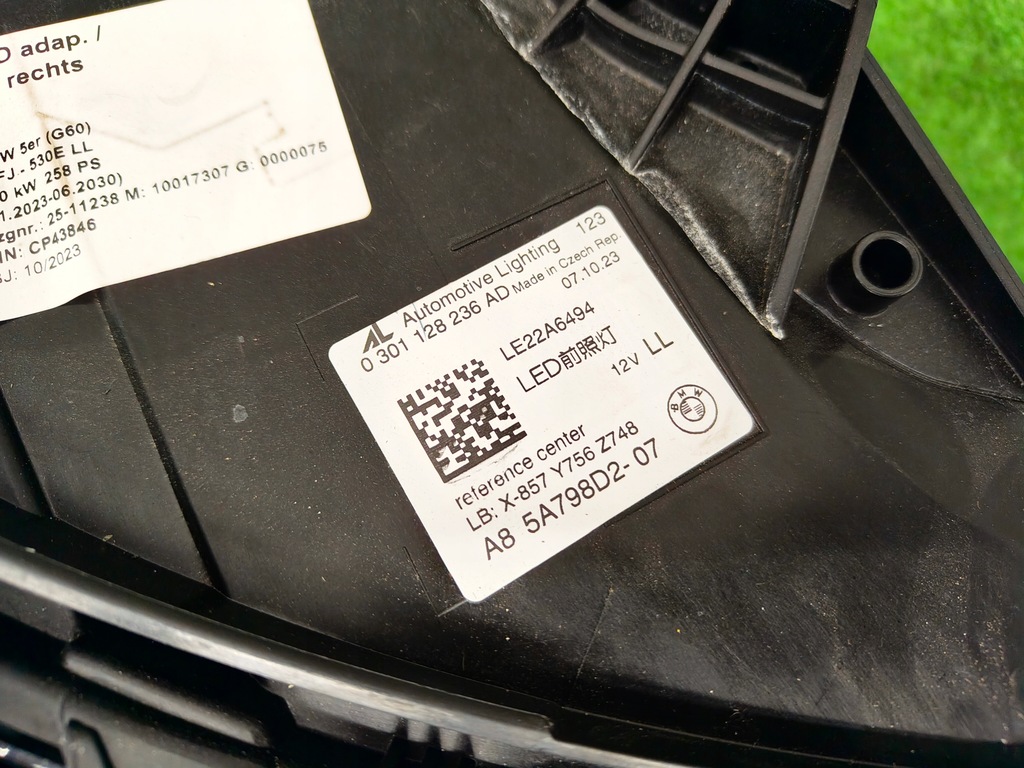 D adap. /
rechts
W 5er (G60)
FJ - 530E LL
0 kW 258 PS
1.2023-06.2030)
zgnr.: 25-11238 M: 10017307 G: 0000075
IN: CP43846
BJ: 10/2023
AL Automotive Lighting 123
0 301 128 236 AD Made in Czech Rep.
07.10.23
LE22A6494
LED前照灯
12V LL
BMW
reference center
LB: X-857 Y756 Z748
A8 5A798D2-07